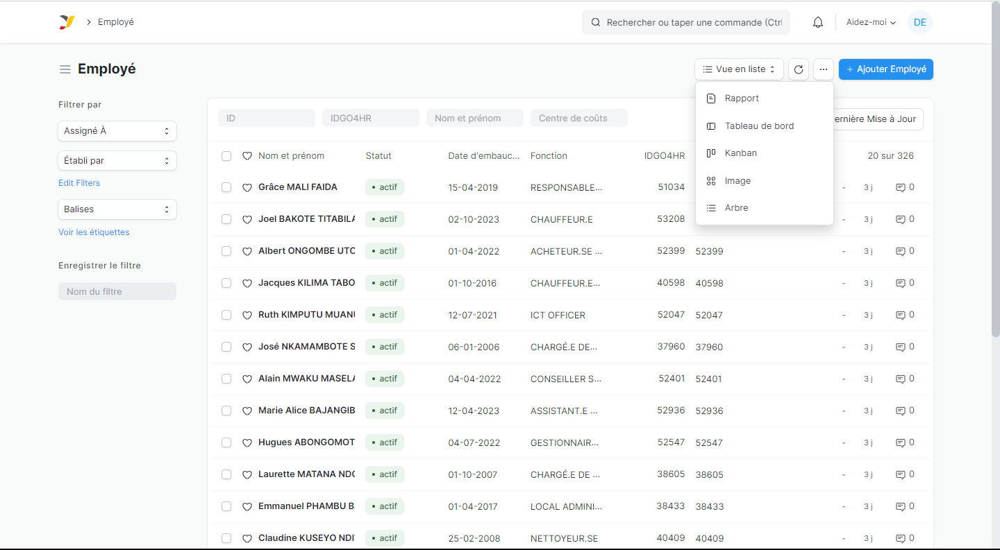 Employé
Rechercher ou taper une commande (Ctrl
Aidez-moi
DE
Employé
Vue en liste
+ Ajouter Employé
Rapport
Tableau de bord
Kanban
Image
Arbre
Filtrer par
Assigné À
Établi par
Edit Filters
Balises
Voir les étiquettes
Enregistrer le filtre
Nom du filtre
ID IDGO4HR Nom et prénom Centre de coûts ernière Mise à Jour
Nom et prénom Statut Date d'embauc... Fonction IDGO4HR 20 sur 326
Grâce MALI FAIDA actif 15-04-2019 RESPONSABLE... 51034 - 3 j 0
Joel BAKOTE TITABILA actif 02-10-2023 CHAUFFEUR.E 53208 - 3 j 0
Albert ONGOMBE UTO actif 01-04-2022 ACHETEUR.SE ... 52399 52399 - 3 j 0
Jacques KILIMA TABO actif 01-10-2016 CHAUFFEUR.E... 40598 40598 - 3 j 0
Ruth KIMPUTU MUAN actif 12-07-2021 ICT OFFICER 52047 52047 - 3 j 0
José NKAMAMBOTE S actif 06-01-2006 CHARGÉ.E DE... 37960 37960 - 3 j 0
Alain MWAKU MASELA actif 04-04-2022 CONSEILLER S... 52401 52401 - 3 j 0
Marie Alice BAJANGIB actif 12-04-2023 ASSISTANT.E ... 52936 52936 - 3 j 0
Hugues ABONGOMOT actif 04-07-2022 GESTIONNAIR... 52547 52547 - 3 j 0
Laurette MATANA NDO actif 01-10-2007 CHARGÉ.E DE ... 38605 38605 - 3 j 0
Emmanuel PHAMBU B actif 01-04-2017 LOCAL ADMINI... 38433 38433 - 3 j 0
Claudine KUSEYO NDI actif 25-02-2008 NETTOYEUR.SE 40409 40409 - 3 j 0